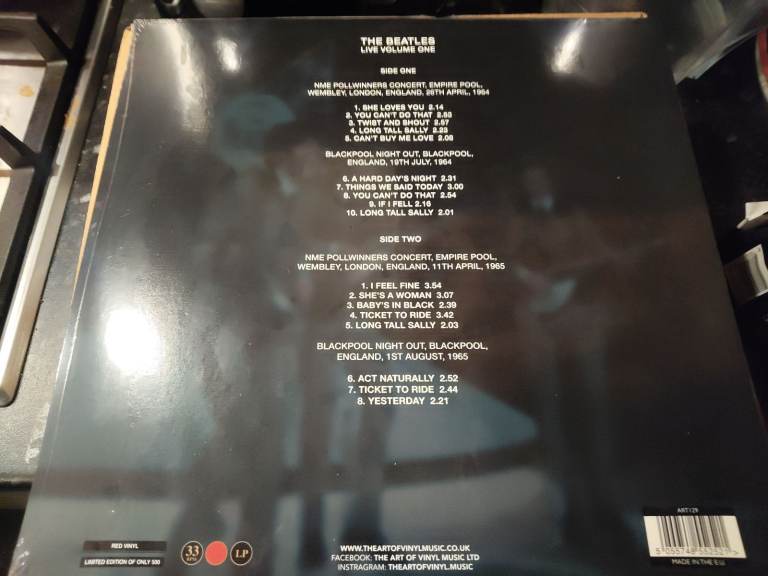 THE BEATLES
LIVE VOLUME ONE
SIDE ONE
NME POLLWINNERS CONCERT, EMPIRE POOL,
WEMBLEY, LONDON, ENGLAND, 26TH APRIL, 1964
1. SHE LOVES YOU 2.14
2. YOU CAN'T DO THAT 2.53
3. TWIST AND SHOUT 2.57
4. LONG TALL SALLY 2.23
5. CAN'T BUY ME LOVE 2.08
BLACKPOOL NIGHT OUT, BLACKPOOL,
ENGLAND, 19TH JULY, 1964
6. A HARD DAY'S NIGHT 2.31
7. THINGS WE SAID TODAY 3.00
8. YOU CAN'T DO THAT 2.54
9. IF I FELL 2.16
10. LONG TALL SALLY 2.01
SIDE TWO
NME POLLWINNERS CONCERT, EMPIRE POOL,
WEMBLEY, LONDON, ENGLAND, 11TH APRIL, 1965
1. I FEEL FINE 3.54
2. SHE'S A WOMAN 3.07
3. BABY'S IN BLACK 2.39
4. TICKET TO RIDE 3.42
5. LONG TALL SALLY 2.03
BLACKPOOL NIGHT OUT, BLACKPOOL,
ENGLAND, 1ST AUGUST, 1965
6. ACT NATURALLY 2.52
7. TICKET TO RIDE 2.44
8. YESTERDAY 2.21
RED VINYL
LIMITED EDITION OF ONLY 500
33
RPM
LP
WWW.THEARTOFVINYLMUSIC.CO.UK
FACEBOOK: THE ART OF VINYL MUSIC LTD
INSTRAGRAM: THEARTOFVINYL.MUSIC
ART129
MADE IN THE E.U.